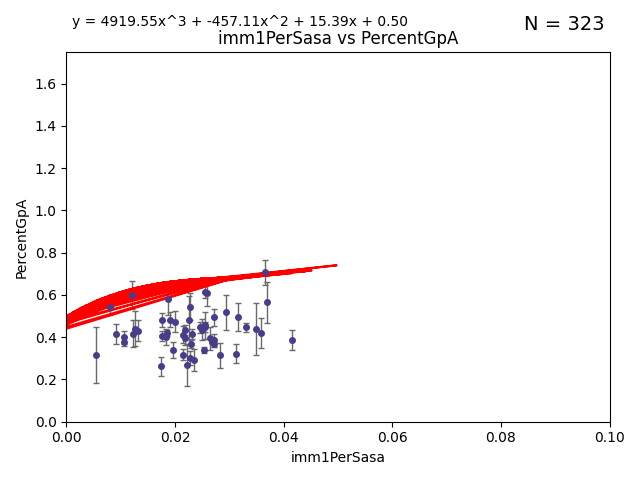 y = 4919.55x^3 + -457.11x^2 + 15.39x + 0.50
N = 323
imm1PerSasa vs PercentGpA
PercentGpA
1.6
1.4
1.2
1.0
0.8
0.6
0.4
0.2
0.0
0.00 0.02 0.04 0.06 0.08 0.10
imm1PerSasa